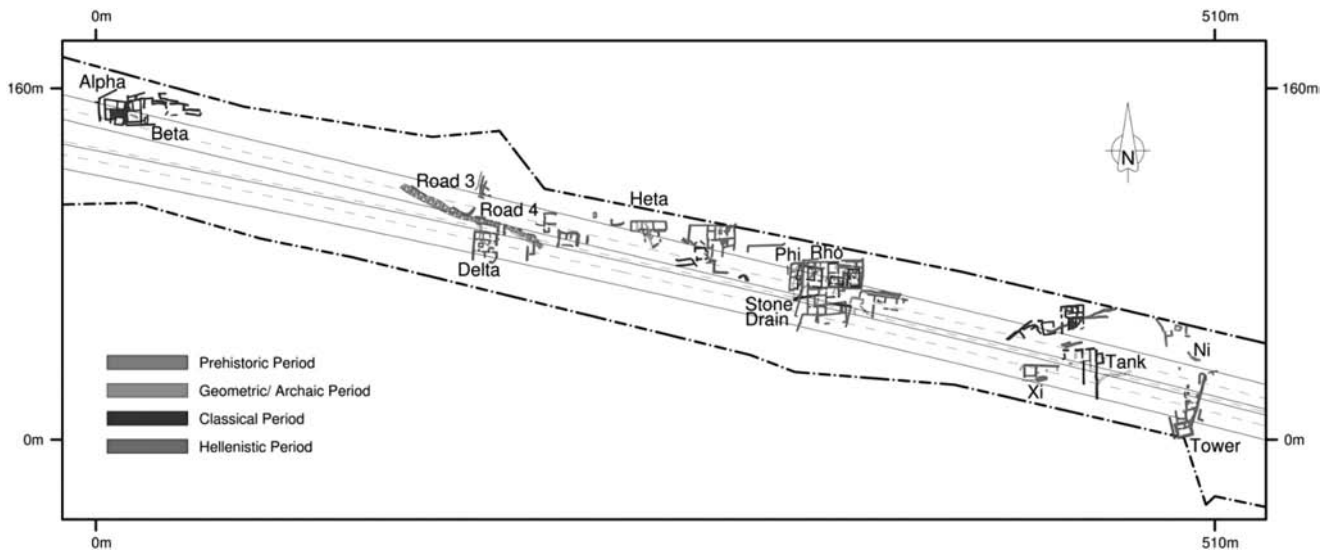 0m
510m
160m
160m
Alpha
Beta
N
Road 3
Road 4
Heta
Delta
Phi
Rho
Stone
Drain
Ni
Tank
Xi
Tower
Prehistoric Period
Geometric/ Archaic Period
Classical Period
Hellenistic Period
0m
0m
0m
510m